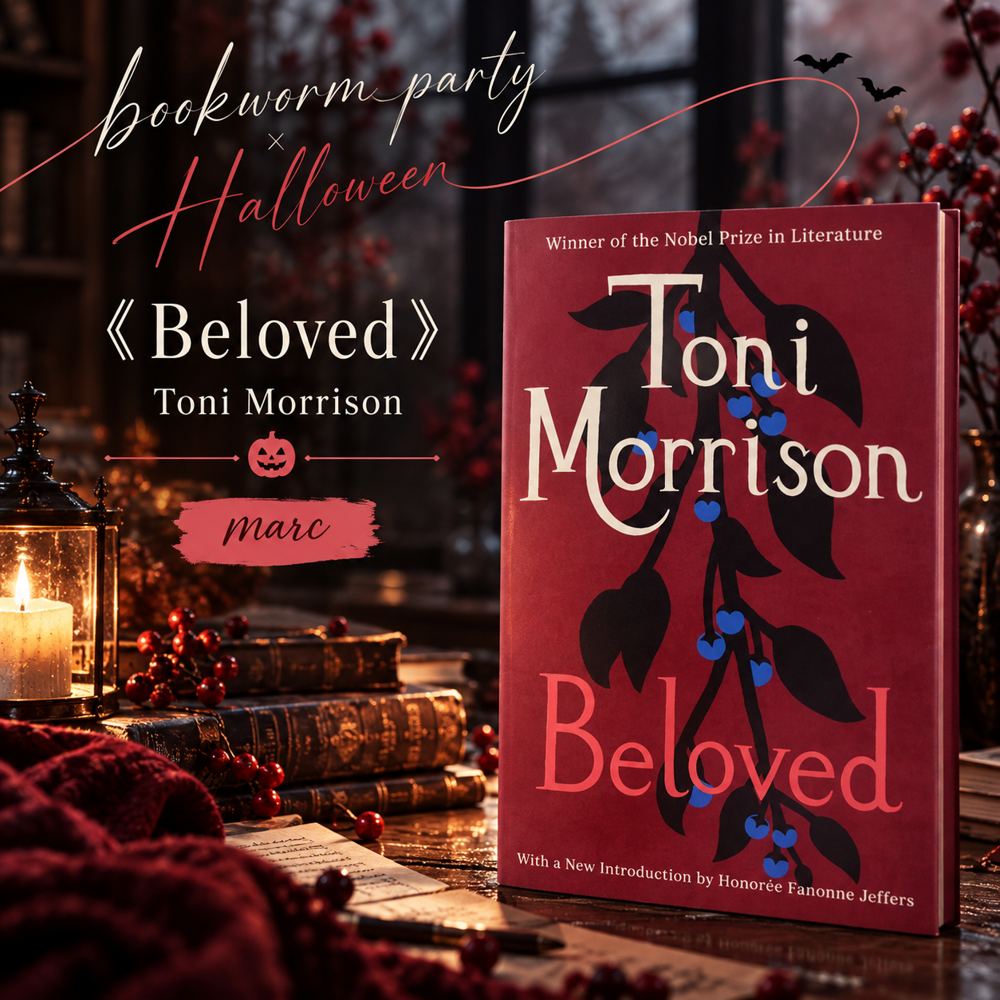 bookworm party
×
Halloween
《Beloved》
Toni Morrison
marc
Winner of the Nobel Prize in Literature
Toni
Morrison
Beloved
With a New Introduction by Honorée Fanonne Jeffers